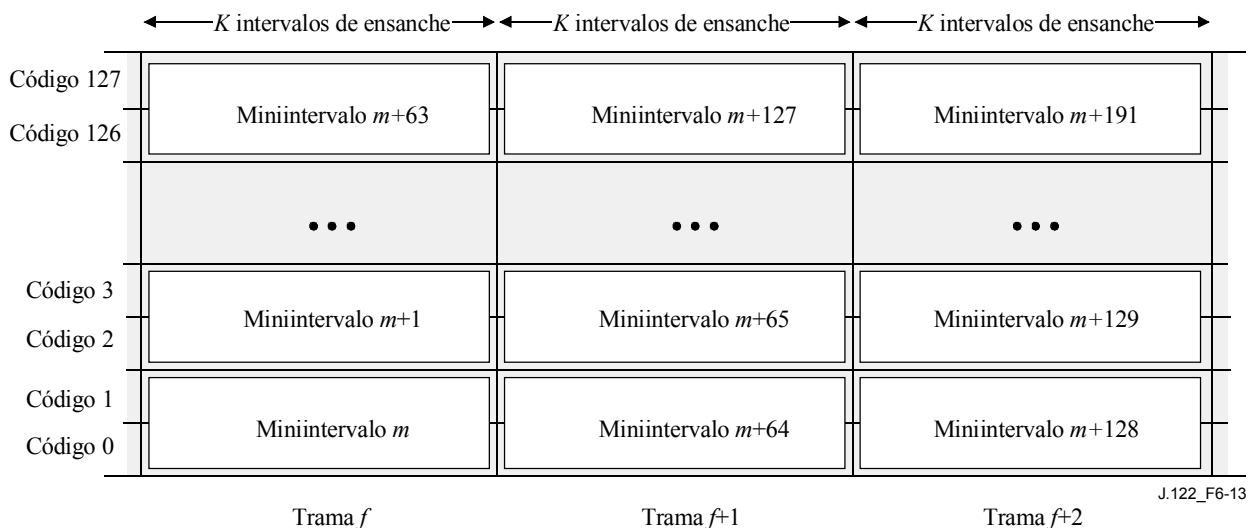 K intervalos de ensanche K intervalos de ensanche K intervalos de ensanche
Código 127
Miniintervalo m+63 Miniintervalo m+127 Miniintervalo m+191
Código 126
Código 3
Miniintervalo m+1 Miniintervalo m+65 Miniintervalo m+129
Código 2
Código 1
Miniintervalo m Miniintervalo m+64 Miniintervalo m+128
Código 0
J.122_F6-13
Trama f Trama f+1 Trama f+2